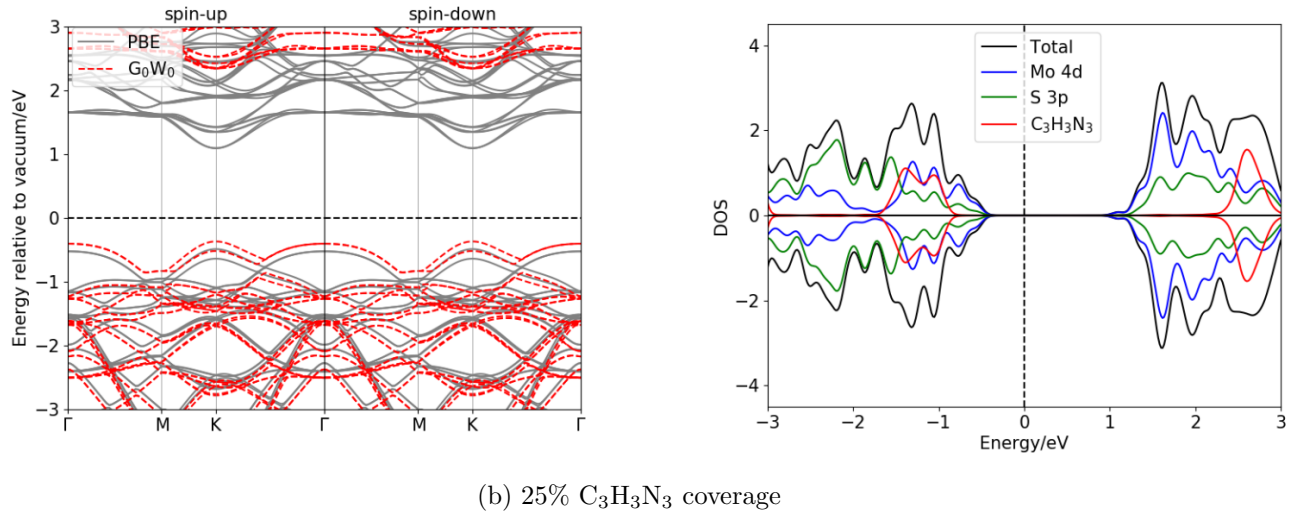 spin-up spin-down
PBE
G₀W₀
Energy relative to vacuum/eV
3
2
1
0
−1
−2
−3
Γ M K Γ M K Γ
Total
Mo 4d
S 3p
C₃H₃N₃
DOS
4
2
0
−2
−4
−3 −2 −1 0 1 2 3
Energy/eV
(b) 25% C₃H₃N₃ coverage